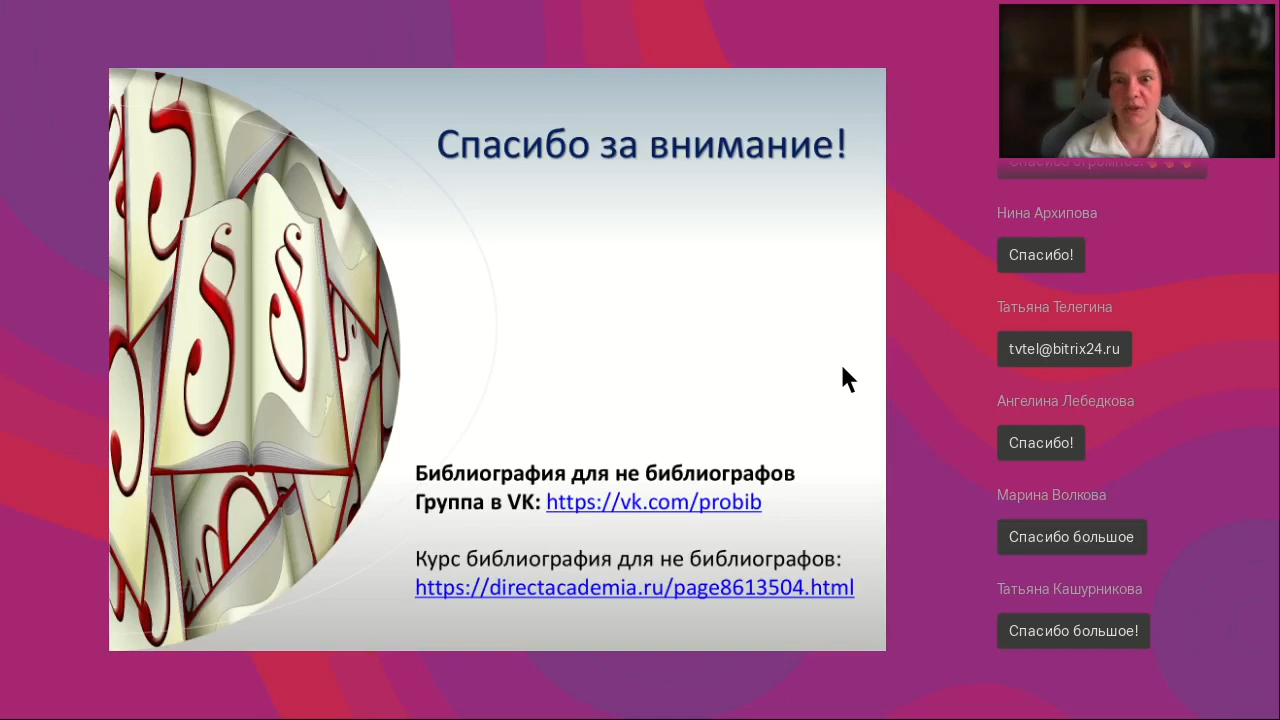 Спасибо за внимание!
Библиография для не библиографов
Группа в VK: https://vk.com/probib
Курс библиография для не библиографов:
https://directacademia.ru/page8613504.html
Спасибо огромное!
Нина Архипова
Спасибо!
Татьяна Телегина
tvtel@bitrix24.ru
Ангелина Лебедкова
Спасибо!
Марина Волкова
Спасибо большое
Татьяна Кашурникова
Спасибо большое!